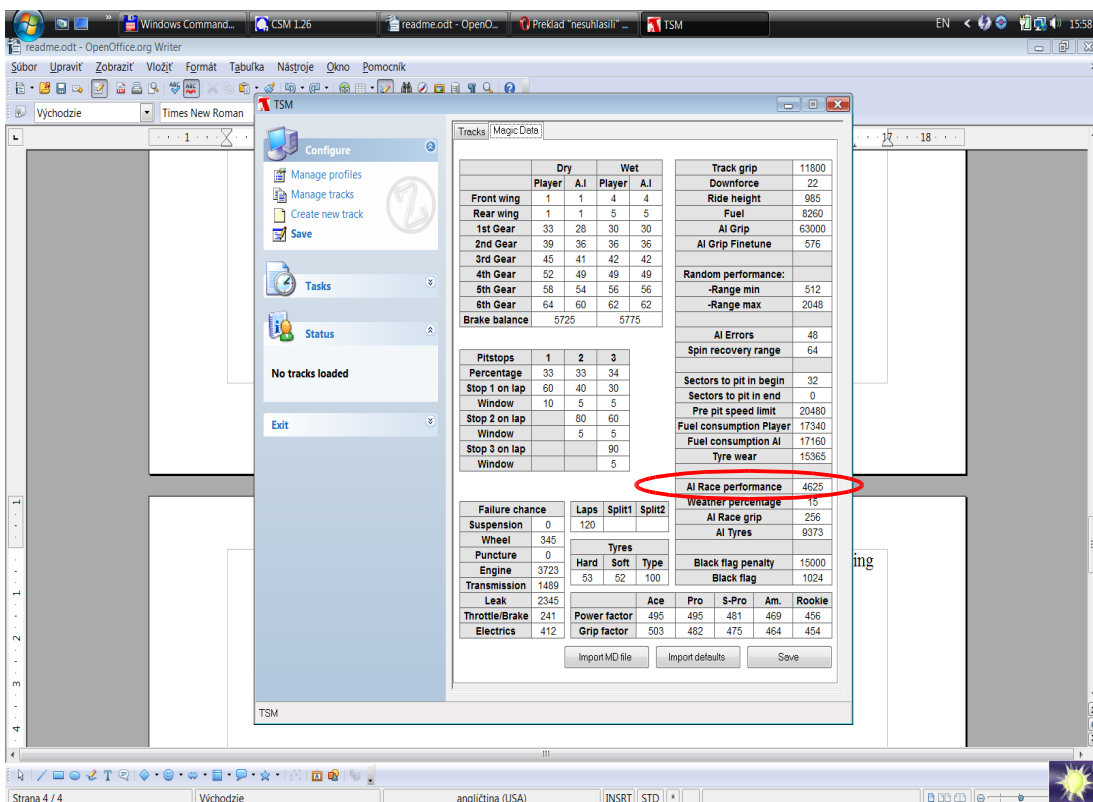 Windows Command...
CSM 1.26
readme.odt - OpenO...
Preklad "nesuhlasili" - ...
TSM
EN
15:58
readme.odt - OpenOffice.org Writer
Súbor Upraviť Zobraziť Vložiť Formát Tabuľka Nástroje Okno Pomocník
Východzie
Times New Roman
1
17
18
TSM
Configure
Manage profiles
Manage tracks
Create new track
Save
Tasks
Status
No tracks loaded
Exit
Tracks Magic Data
Dry Wet
Player A.I Player A.I
Front wing 1 1 4 4
Rear wing 1 1 5 5
1st Gear 33 28 30 30
2nd Gear 39 36 36 36
3rd Gear 45 41 42 42
4th Gear 52 49 49 49
5th Gear 58 54 56 56
6th Gear 64 60 62 62
Brake balance 5725 5775
Pitstops 1 2 3
Percentage 33 33 34
Stop 1 on lap 60 40 30
Window 10 5 5
Stop 2 on lap 80 60
Window 5 5
Stop 3 on lap 90
Window 5
Failure chance
Suspension 0
Wheel 345
Puncture 0
Engine 3723
Transmission 1489
Leak 2345
Throttle/Brake 241
Electrics 412
Laps Split1 Split2
120
Tyres
Hard Soft Type
53 52 100
Track grip 11800
Downforce 22
Ride height 985
Fuel 8260
AI Grip 63000
AI Grip Finetune 576
Random performance:
-Range min 512
-Range max 2048
AI Errors 48
Spin recovery range 64
Sectors to pit in begin 32
Sectors to pit in end 0
Pre pit speed limit 20480
Fuel consumption Player 17340
Fuel consumption AI 17160
Tyre wear 15365
AI Race performance 4625
Weather percentage 15
AI Race grip 256
AI Tyres 9373
Black flag penalty 15000
Black flag 1024
Ace Pro S-Pro Am. Rookie
Power factor 495 495 481 469 456
Grip factor 503 482 475 464 454
Import MD file
Import defaults
Save
TSM
ing
1
1
2
3
4
Strana 4 / 4
Východzie
angličtina (USA)
INSRT
STD
*